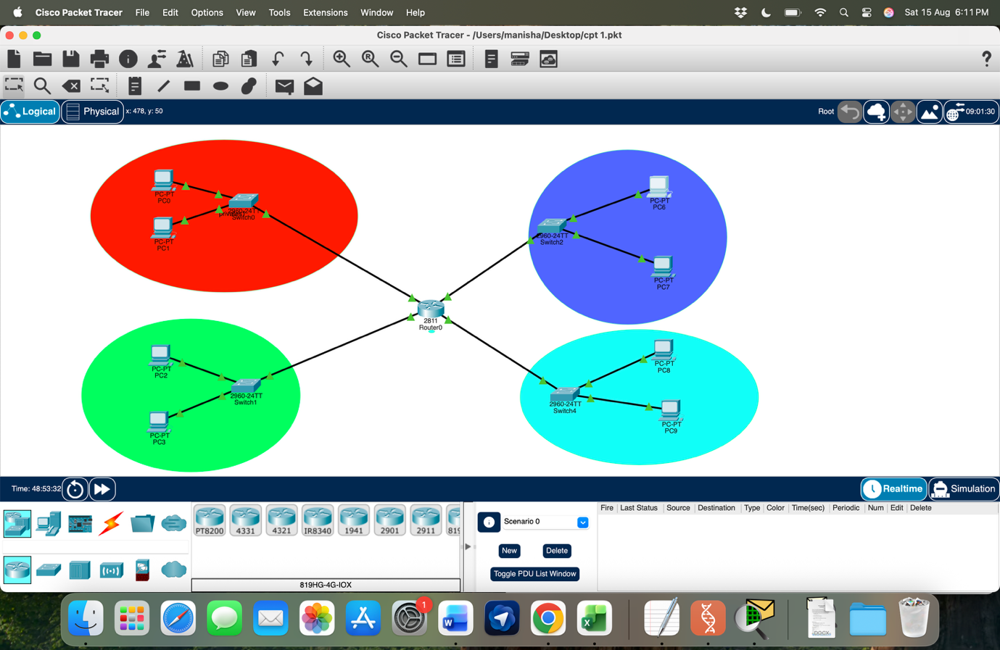 Cisco Packet Tracer File Edit Options View Tools Extensions Window Help Sat 15 Aug 6:11 PM
Cisco Packet Tracer - /Users/manisha/Desktop/cpt 1.pkt
Logical Physical x: 478, y: 50 Root 09:01:30
PC-PT
PC0
2960-24TT
Switch0
PC-PT
PC1
PC-PT
PC6
2960-24TT
Switch2
PC-PT
PC7
2811
Router0
PC-PT
PC2
2960-24TT
Switch1
PC-PT
PC3
PC-PT
PC8
2960-24TT
Switch4
PC-PT
PC9
Time: 48:53:32 Realtime Simulation
Fire Last Status Source Destination Type Color Time(sec) Periodic Num Edit Delete
PT8200 4331 4321 IR8340 1941 2901 2911 819
Scenario 0
New Delete
Toggle PDU List Window
819HG-4G-IOX
1
W
X
DOCX